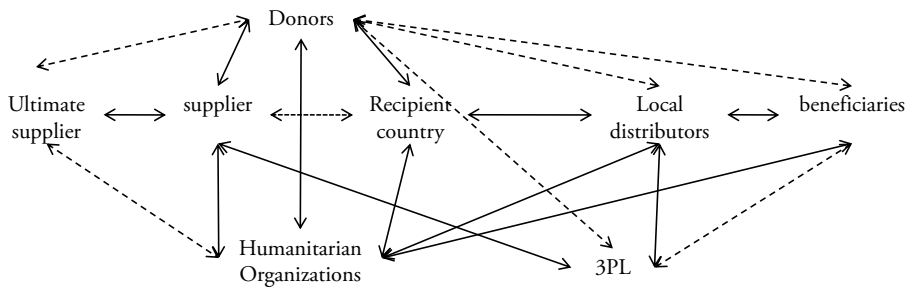 Donors
Ultimate
supplier
supplier
Recipient
country
Local
distributors
beneficiaries
Humanitarian
Organizations
3PL